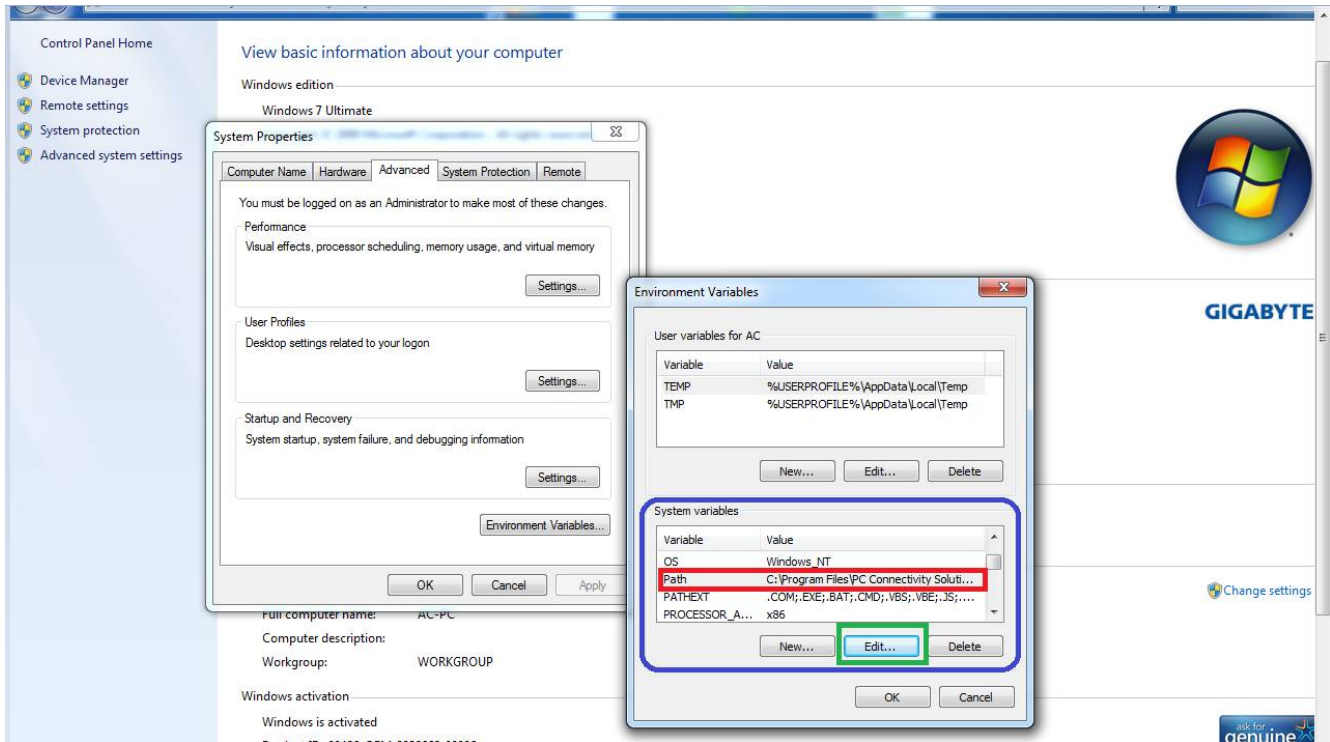 Control Panel Home
Device Manager
Remote settings
System protection
Advanced system settings
View basic information about your computer
Windows edition
Windows 7 Ultimate
System Properties
Computer Name Hardware Advanced System Protection Remote
You must be logged on as an Administrator to make most of these changes.
Performance
Visual effects, processor scheduling, memory usage, and virtual memory
Settings...
User Profiles
Desktop settings related to your logon
Settings...
Startup and Recovery
System startup, system failure, and debugging information
Settings...
Environment Variables...
OK Cancel Apply
Environment Variables
User variables for AC
Variable Value
TEMP %USERPROFILE%\AppData\Local\Temp
TMP %USERPROFILE%\AppData\Local\Temp
New... Edit... Delete
System variables
Variable Value
OS Windows_NT
Path C:\Program Files\PC Connectivity Soluti...
PATHEXT .COM;.EXE;.BAT;.CMD;.VBS;.VBE;.JS;....
PROCESSOR_A... x86
New... Edit... Delete
OK Cancel
GIGABYTE
Change settings
Full computer name: AC-PC
Computer description:
Workgroup: WORKGROUP
Windows activation
Windows is activated
ask for
genuine